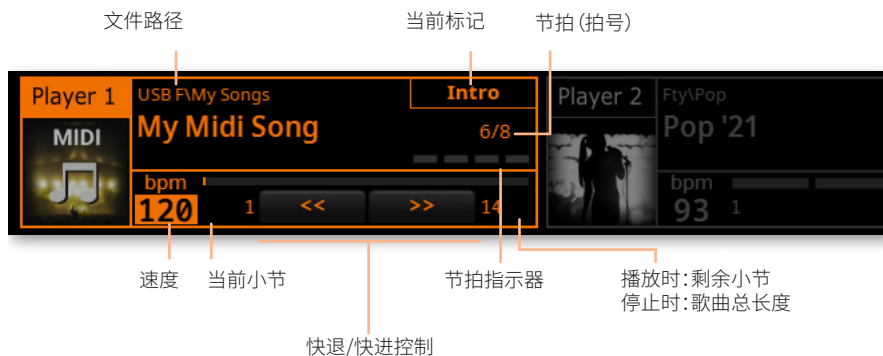 文件路径
当前标记
节拍(拍号)
Player 1
USB F\My Songs
Intro
MIDI
My Midi Song
6/8
bpm
120
1
<<
>>
14
Player 2
Fty\Pop
Pop '21
bpm
93
1
速度
当前小节
节拍指示器
播放时:剩余小节
停止时:歌曲总长度
快退/快进控制